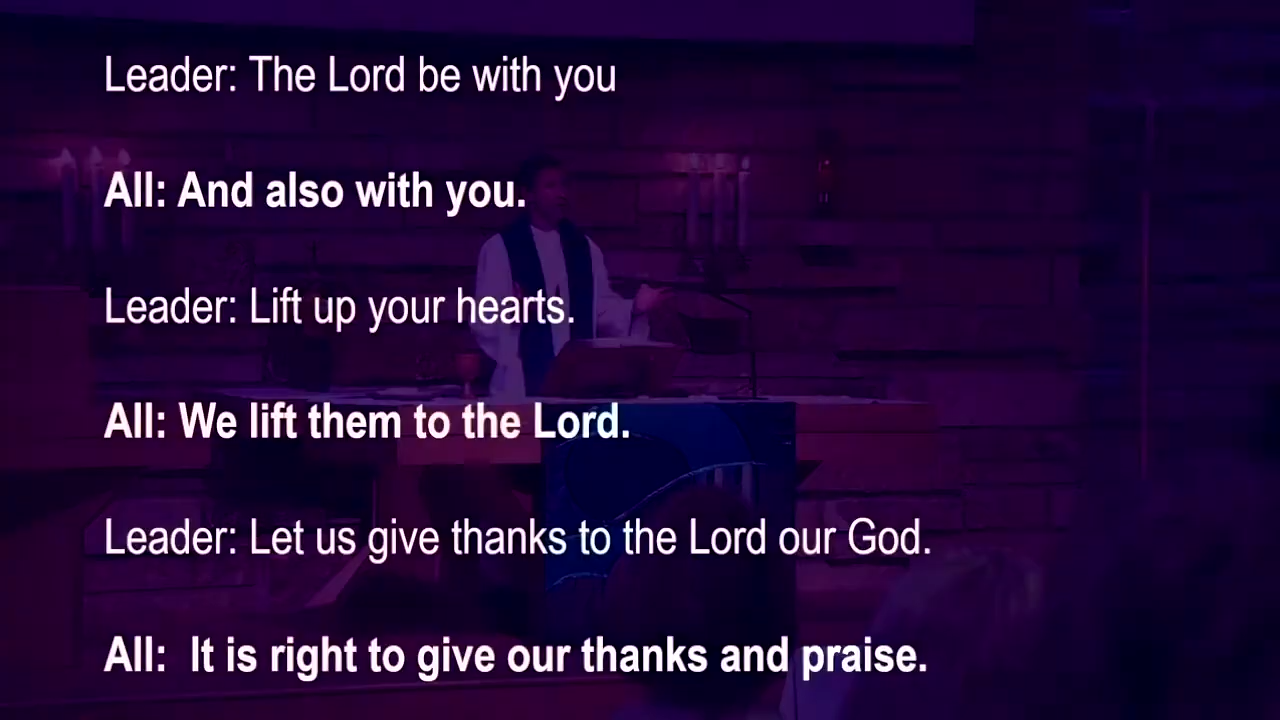 Leader: The Lord be with you
All: And also with you.
Leader: Lift up your hearts.
All: We lift them to the Lord.
Leader: Let us give thanks to the Lord our God.
All:  It is right to give our thanks and praise.